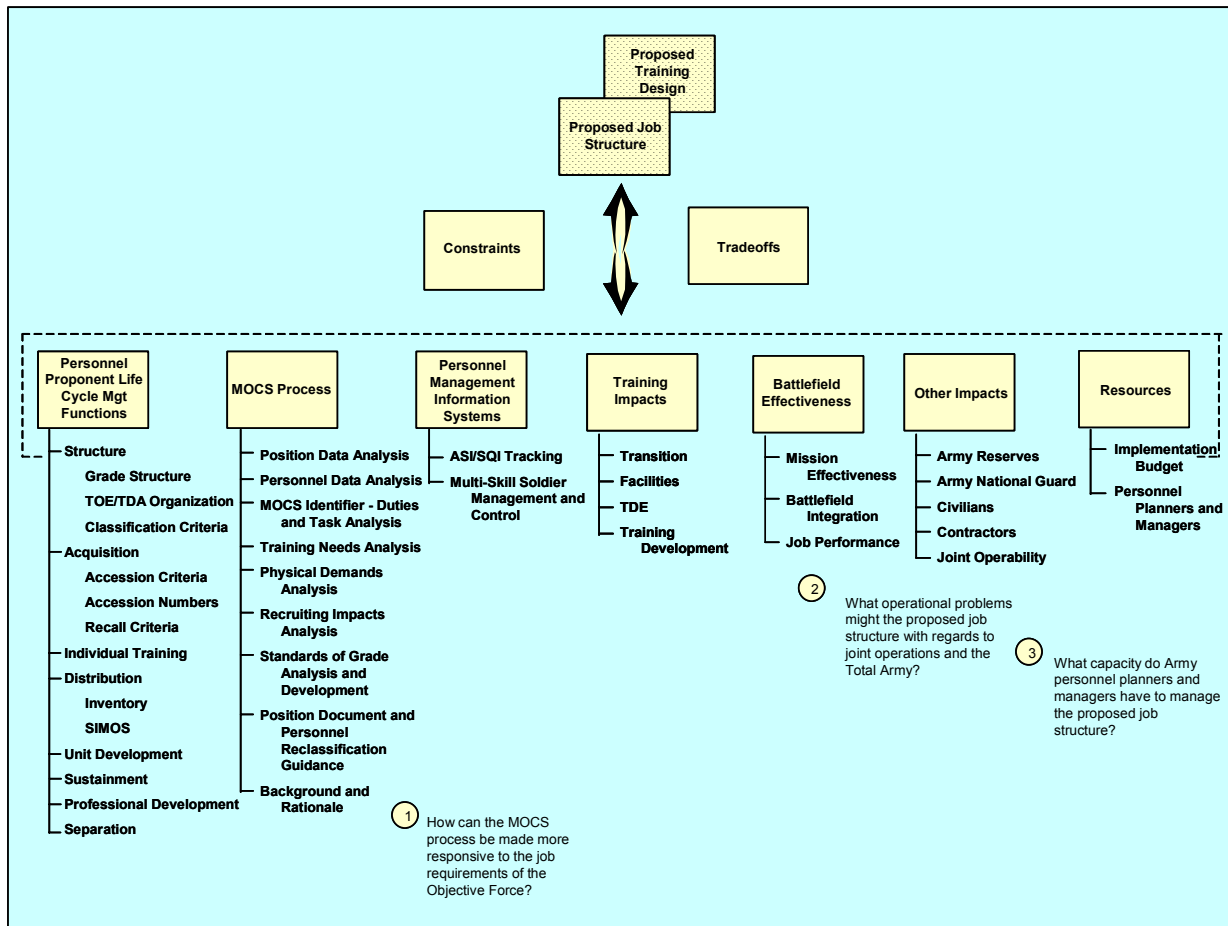 Proposed
Training
Design
Proposed Job
Structure
Constraints
Tradeoffs
Personnel
Proponent Life
Cycle Mgt
Functions
Structure
Grade Structure
TOE/TDA Organization
Classification Criteria
Acquisition
Accession Criteria
Accession Numbers
Recall Criteria
Individual Training
Distribution
Inventory
SIMOS
Unit Development
Sustainment
Professional Development
Separation
MOCS Process
Position Data Analysis
Personnel Data Analysis
MOCS Identifier - Duties
and Task Analysis
Training Needs Analysis
Physical Demands
Analysis
Recruiting Impacts
Analysis
Standards of Grade
Analysis and
Development
Position Document and
Personnel
Reclassification
Guidance
Background and
Rationale
Personnel
Management
Information
Systems
ASI/SQI Tracking
Multi-Skill Soldier
Management and
Control
Training
Impacts
Transition
Facilities
TDE
Training
Development
Battlefield
Effectiveness
Mission
Effectiveness
Battlefield
Integration
Job Performance
Other Impacts
Army Reserves
Army National Guard
Civilians
Contractors
Joint Operability
Resources
Implementation
Budget
Personnel
Planners and
Managers
1
How can the MOCS
process be made more
responsive to the job
requirements of the
Objective Force?
2
What operational problems
might the proposed job
structure with regards to
joint operations and the
Total Army?
3
What capacity do Army
personnel planners and
managers have to manage
the proposed job
structure?